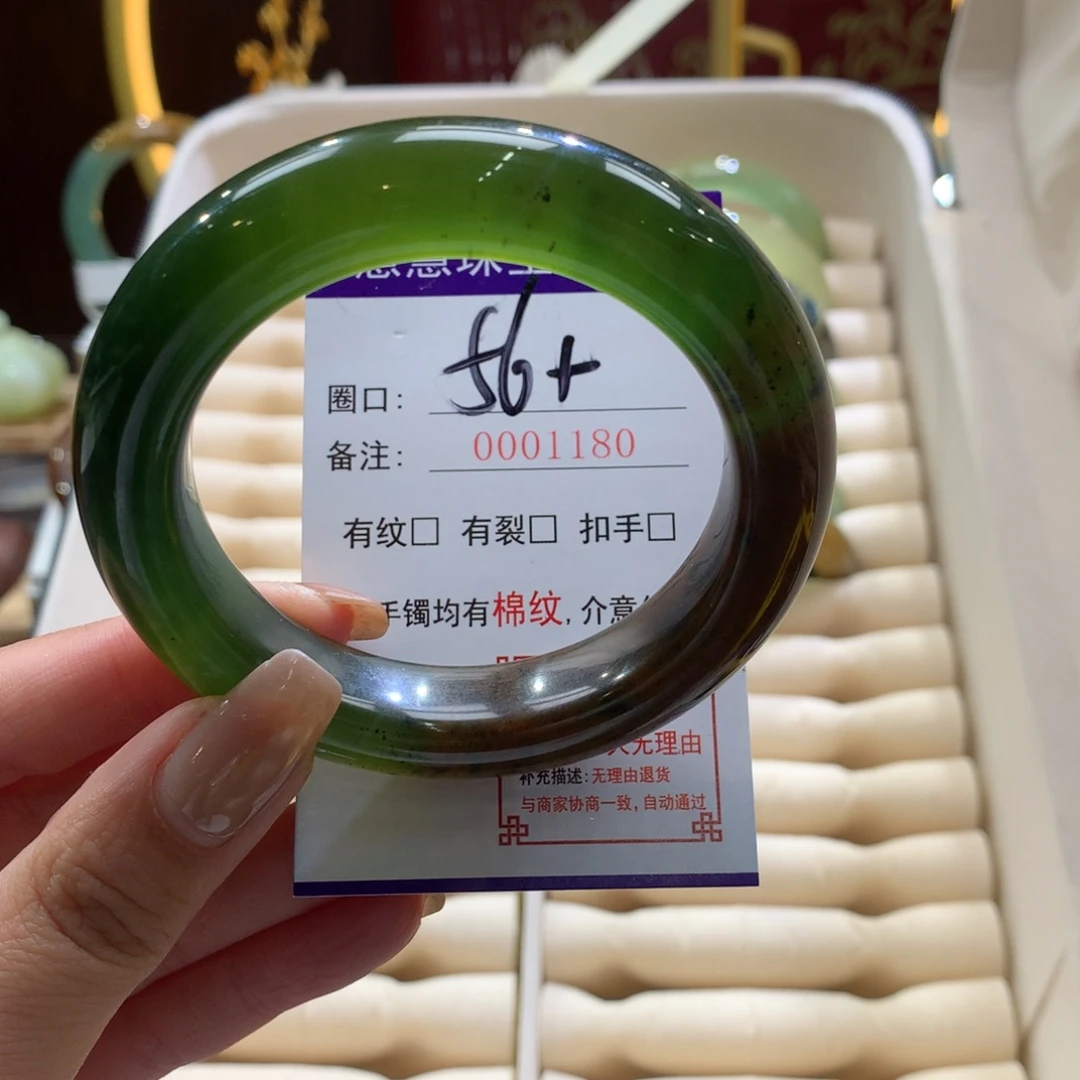 珠宝
圈口: 56+
备注: 0001180
有纹□ 有裂□ 扣手□
手镯均有棉纹, 介意
无理由
补充描述:无理由退货
与商家协商一致, 自动通过